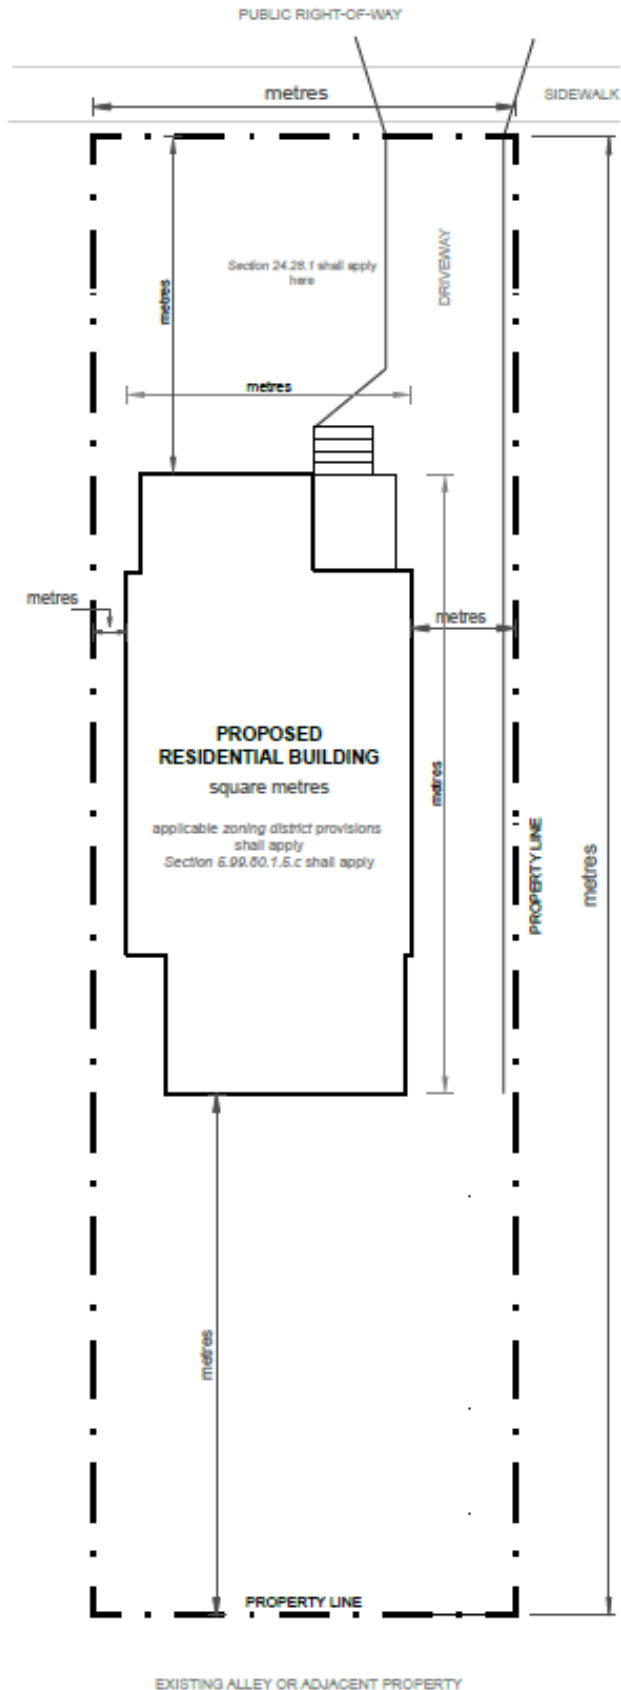 PUBLIC RIGHT-OF-WAY
metres
SIDEWALK
Section 24.28.1 shall apply
here
DRIVEWAY
metres
metres
metres
metres
PROPOSED
RESIDENTIAL BUILDING
square metres
metres
applicable zoning district provisions
shall apply
Section 5.99.60.1.5.c shall apply
PROPERTY LINE
metres
metres
PROPERTY LINE
EXISTING ALLEY OR ADJACENT PROPERTY